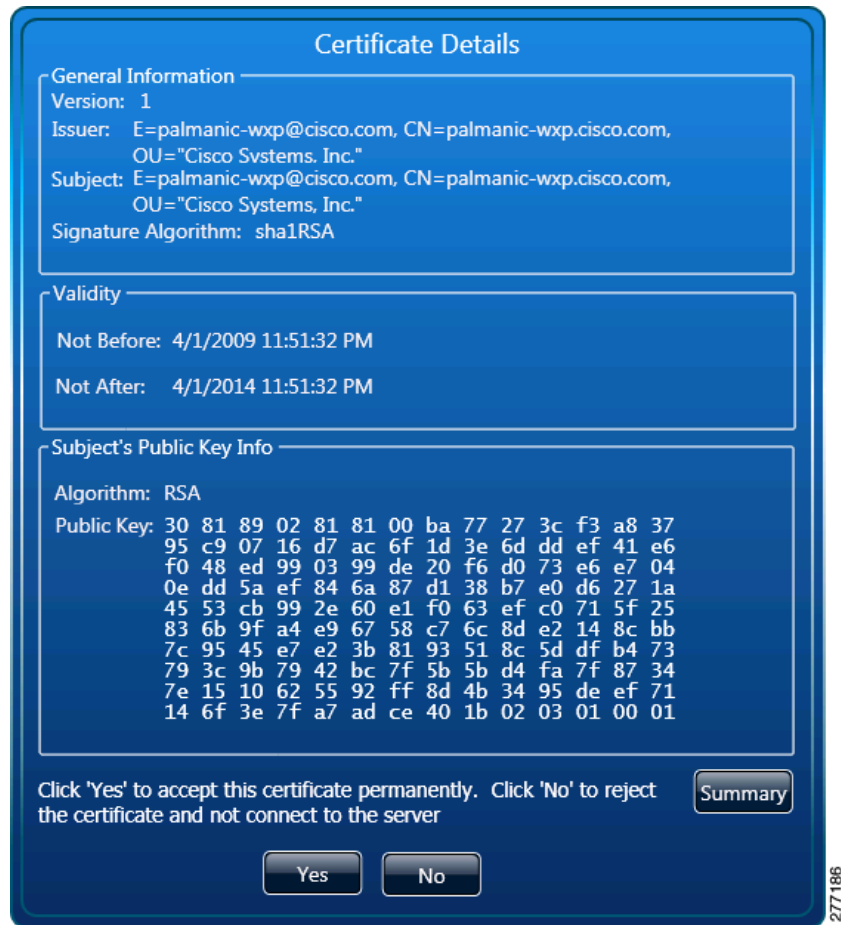 Certificate Details
General Information
Version: 1
Issuer: E=palmanic-wxp@cisco.com, CN=palmanic-wxp.cisco.com,
OU="Cisco Svstems. Inc."
Subject: E=palmanic-wxp@cisco.com, CN=palmanic-wxp.cisco.com,
OU="Cisco Systems, Inc."
Signature Algorithm: sha1RSA
Validity
Not Before: 4/1/2009 11:51:32 PM
Not After: 4/1/2014 11:51:32 PM
Subject's Public Key Info
Algorithm: RSA
Public Key: 30 81 89 02 81 81 00 ba 77 27 3c f3 a8 37
95 c9 07 16 d7 ac 6f 1d 3e 6d dd ef 41 e6
f0 48 ed 99 03 99 de 20 f6 d0 73 e6 e7 04
0e dd 5a ef 84 6a 87 d1 38 b7 e0 d6 27 1a
45 53 cb 99 2e 60 e1 f0 63 ef c0 71 5f 25
83 6b 9f a4 e9 67 58 c7 6c 8d e2 14 8c bb
7c 95 45 e7 e2 3b 81 93 51 8c 5d df b4 73
79 3c 9b 79 42 bc 7f 5b 5b d4 fa 7f 87 34
7e 15 10 62 55 92 ff 8d 4b 34 95 de ef 71
14 6f 3e 7f a7 ad ce 40 1b 02 03 01 00 01
Click 'Yes' to accept this certificate permanently. Click 'No' to reject
the certificate and not connect to the server
Summary
Yes
No
277186